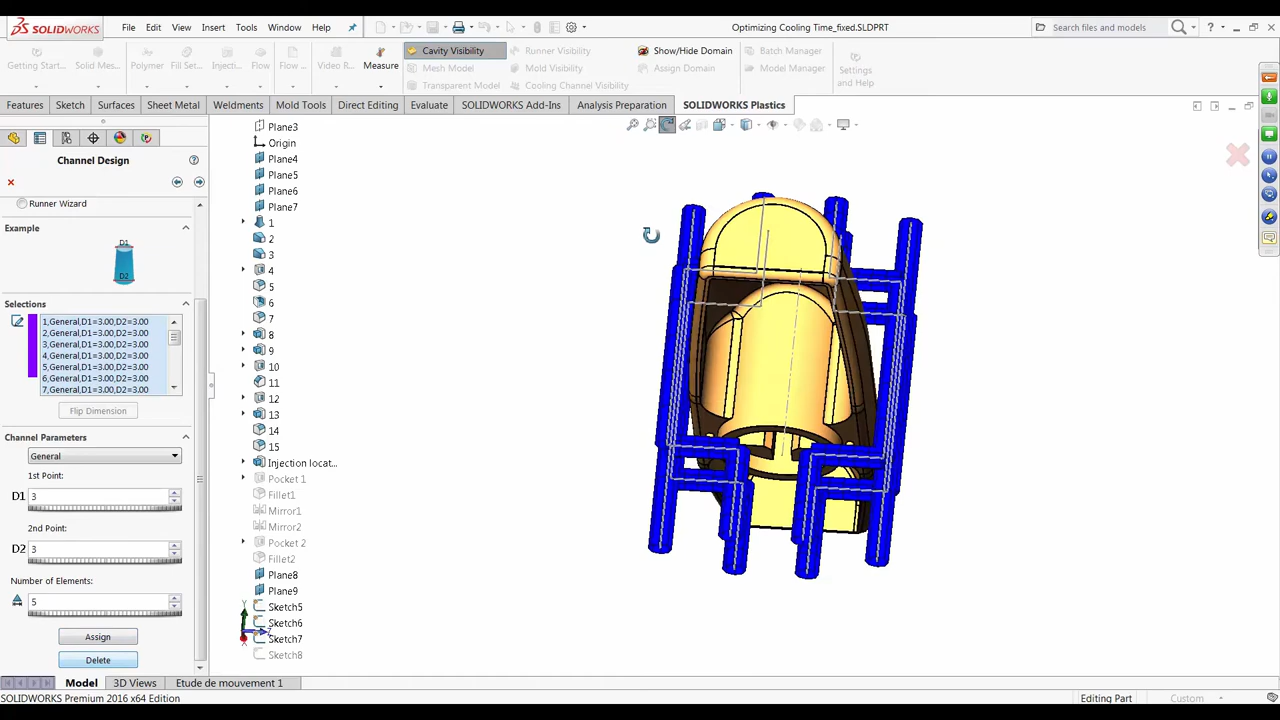 SOLIDWORKS
File Edit View Insert Tools Window Help
Optimizing Cooling Time_fixed.SLDPRT
Search files and models
Getting Start...
Solid Mes...
Polymer
Fill Set...
Injecti...
Flow
Flow ...
Video R...
Measure
Cavity Visibility
Mesh Model
Transparent Model
Runner Visibility
Mold Visibility
Cooling Channel Visibility
Show/Hide Domain
Assign Domain
Batch Manager
Model Manager
Settings
and Help
Features Sketch Surfaces Sheet Metal Weldments Mold Tools Direct Editing Evaluate SOLIDWORKS Add-Ins Analysis Preparation SOLIDWORKS Plastics
Channel Design
Runner Wizard
Example
D1
D2
Selections
1,General,D1=3.00,D2=3.00
2,General,D1=3.00,D2=3.00
3,General,D1=3.00,D2=3.00
4,General,D1=3.00,D2=3.00
5,General,D1=3.00,D2=3.00
6,General,D1=3.00,D2=3.00
7,General,D1=3.00,D2=3.00
Flip Dimension
Channel Parameters
General
1st Point:
D1 3
2nd Point:
D2 3
Number of Elements:
5
Assign
Delete
Plane3
Origin
Plane4
Plane5
Plane6
Plane7
1
2
3
4
5
6
7
8
9
10
11
12
13
14
15
Injection locat...
Pocket 1
Fillet1
Mirror1
Mirror2
Pocket 2
Fillet2
Plane8
Plane9
Sketch5
Sketch6
Sketch7
Sketch8
Y
Z
Model 3D Views Etude de mouvement 1
SOLIDWORKS Premium 2016 x64 Edition
Editing Part
Custom